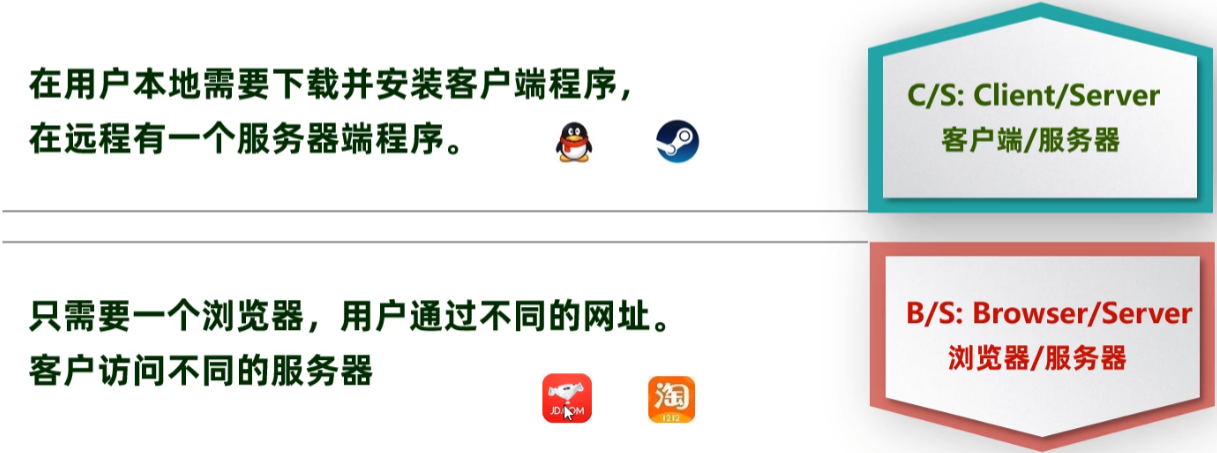 在用户本地需要下载并安装客户端程序，
在远程有一个服务器端程序。
C/S: Client/Server
客户端/服务器
只需要一个浏览器，用户通过不同的网址。
客户访问不同的服务器
B/S: Browser/Server
浏览器/服务器
淘
1212